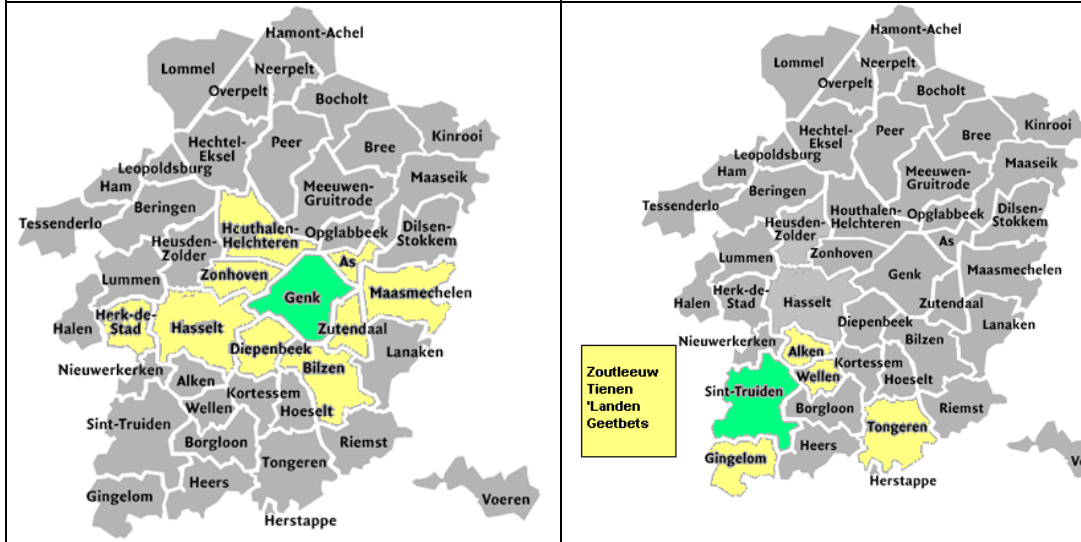 Hamont-Achel
Lommel
Neerpelt
Overpelt
Bocholt
Kinrooi
Hechtel-
Eksel
Peer
Bree
Leopoldsburg
Ham
Maaseik
Meeuwen-
Gruitrode
Beringen
Tessenderlo
Houthalen-
Helchteren
Opglabbeek
Dilsen-
Stokkem
Heusden-
Zolder
As
Zonhoven
Lummen
Maasmechelen
Genk
Herk-de-
Stad
Halen
Hasselt
Zutendaal
Diepenbeek
Lanaken
Bilzen
Nieuwerkerken
Alken
Kortessem
Wellen
Hoeselt
Sint-Truiden
Borgloon
Riemst
Tongeren
Heers
Gingelom
Voeren
Herstappe
Hamont-Achel
Lommel
Neerpelt
Overpelt
Bocholt
Kinrooi
Hechtel-
Eksel
Peer
Bree
Leopoldsburg
Ham
Maaseik
Meeuwen-
Gruitrode
Beringen
Tessenderlo
Houthalen-
Helchteren
Opglabbeek
Dilsen-
Stokkem
Heusden-
Zolder
As
Zonhoven
Lummen
Maasmechelen
Genk
Herk-de-
Stad
Halen
Hasselt
Zutendaal
Diepenbeek
Lanaken
Bilzen
Nieuwerkerken
Alken
Kortessem
Wellen
Hoeselt
Sint-Truiden
Borgloon
Riemst
Tongeren
Heers
Gingelom
Herstappe
Zoutleeuw
Tienen
'Landen
Geetbets